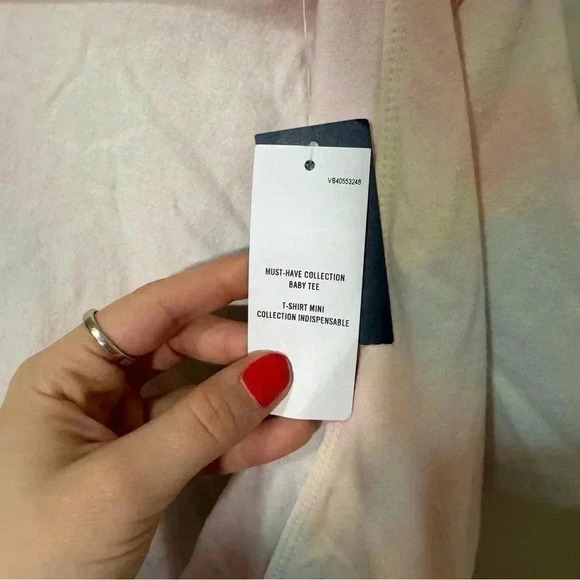 VB40553248
MUST-HAVE COLLECTION
BABY TEE
T-SHIRT MINI
COLLECTION INDISPENSABLE